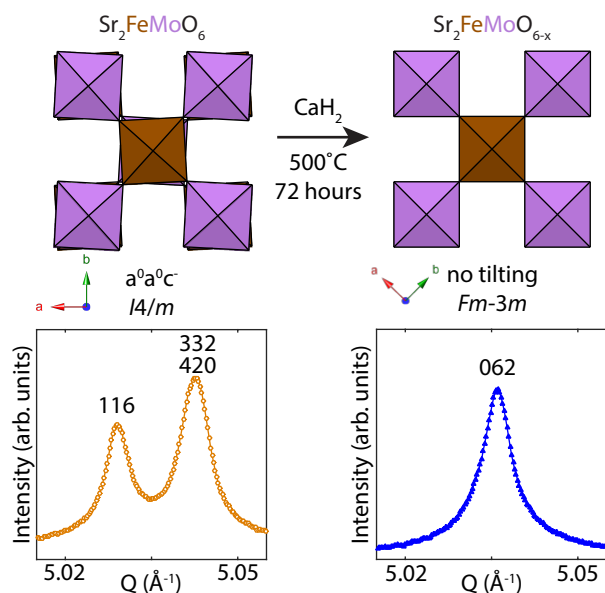 Sr₂FeMoO₆
Sr₂FeMoO₆₋ₓ
CaH₂
500˚C
72 hours
b
a
a⁰a⁰c⁻
I4/m
a
b
no tilting
Fm-3m
Intensity (arb. units)
116
332
420
5.02
5.05
Q (Å⁻¹)
Intensity (arb. units)
062
5.02
5.05
Q (Å⁻¹)